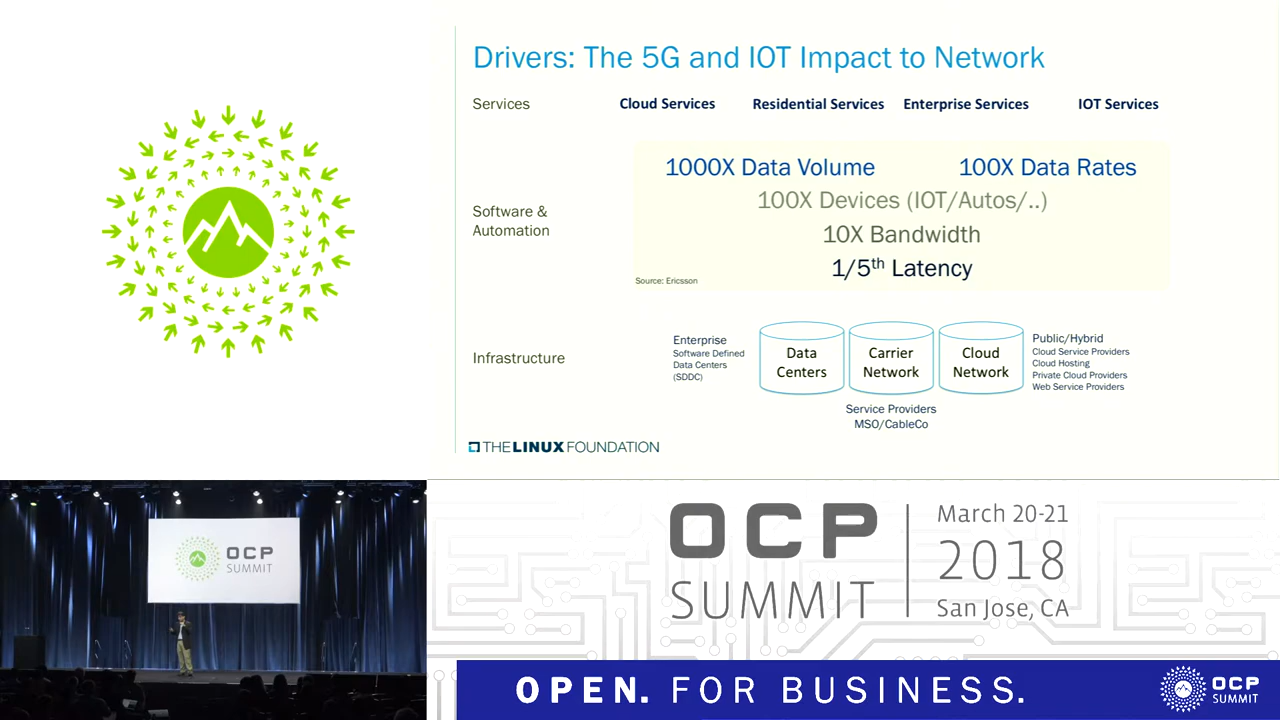 Drivers: The 5G and IOT Impact to Network
Services
Cloud Services
Residential Services
Enterprise Services
IOT Services
Software &
Automation
1000X Data Volume
100X Data Rates
100X Devices (IOT/Autos/..)
10X Bandwidth
1/5th Latency
Source: Ericsson
Infrastructure
Enterprise
Software Defined
Data Centers
(SDDC)
Data
Centers
Carrier
Network
Cloud
Network
Public/Hybrid
Cloud Service Providers
Cloud Hosting
Private Cloud Providers
Web Service Providers
Service Providers
MSO/CableCo
THE LINUX FOUNDATION
OCP
SUMMIT
OCP
SUMMIT
March 20-21
2018
San Jose, CA
OPEN. FOR BUSINESS.
OCP
SUMMIT